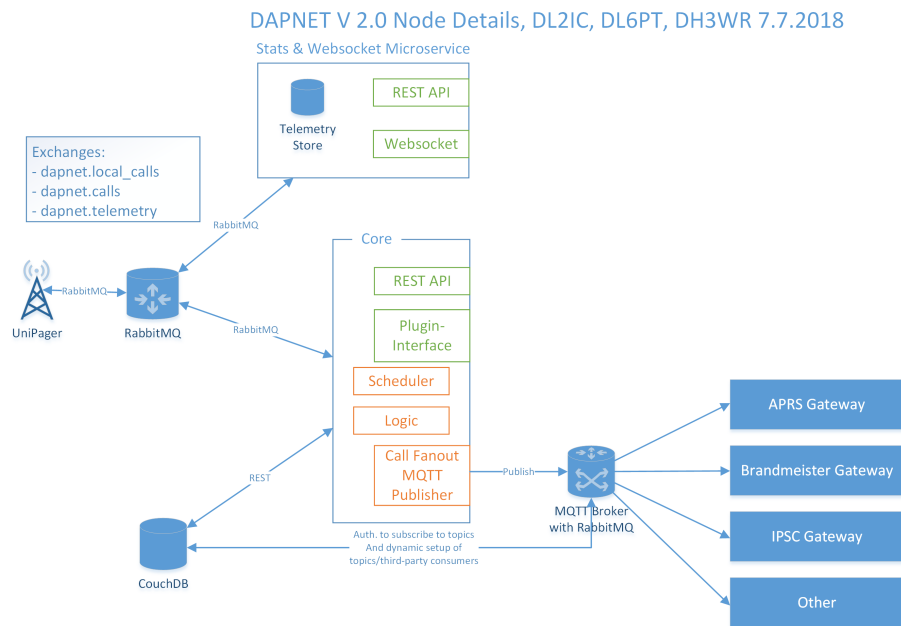 DAPNET V 2.0 Node Details, DL2IC, DL6PT, DH3WR 7.7.2018
Stats & Websocket Microservice
REST API
Telemetry
Store
Websocket
Exchanges:
- dapnet.local_calls
- dapnet.calls
- dapnet.telemetry
RabbitMQ
Core
REST API
RabbitMQ
UniPager
RabbitMQ
RabbitMQ
Plugin-
Interface
Scheduler
Logic
Call Fanout
MQTT
Publisher
REST
Publish
MQTT Broker
with RabbitMQ
APRS Gateway
Brandmeister Gateway
IPSC Gateway
Other
Auth. to subscribe to topics
And dynamic setup of
topics/third-party consumers
CouchDB